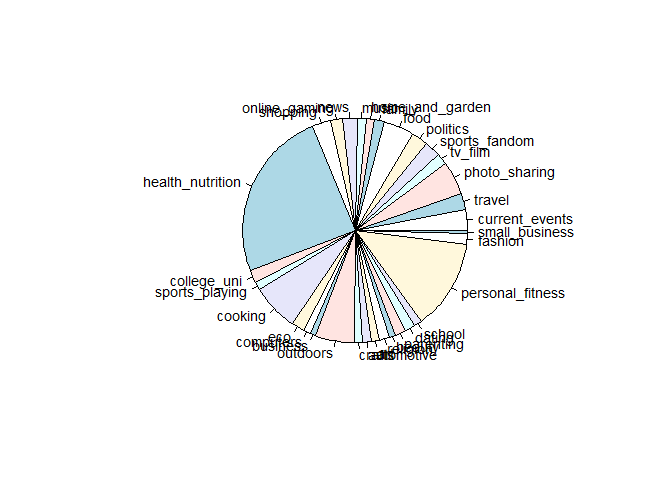 online_gaming
news
music
home_and_garden
family
shopping
food
politics
sports_fandom
tv_film
photo_sharing
health_nutrition
travel
current_events
small_business
fashion
personal_fitness
college_uni
sports_playing
cooking
eco
computers
business
outdoors
crafts
automotive
parenting
dating
school